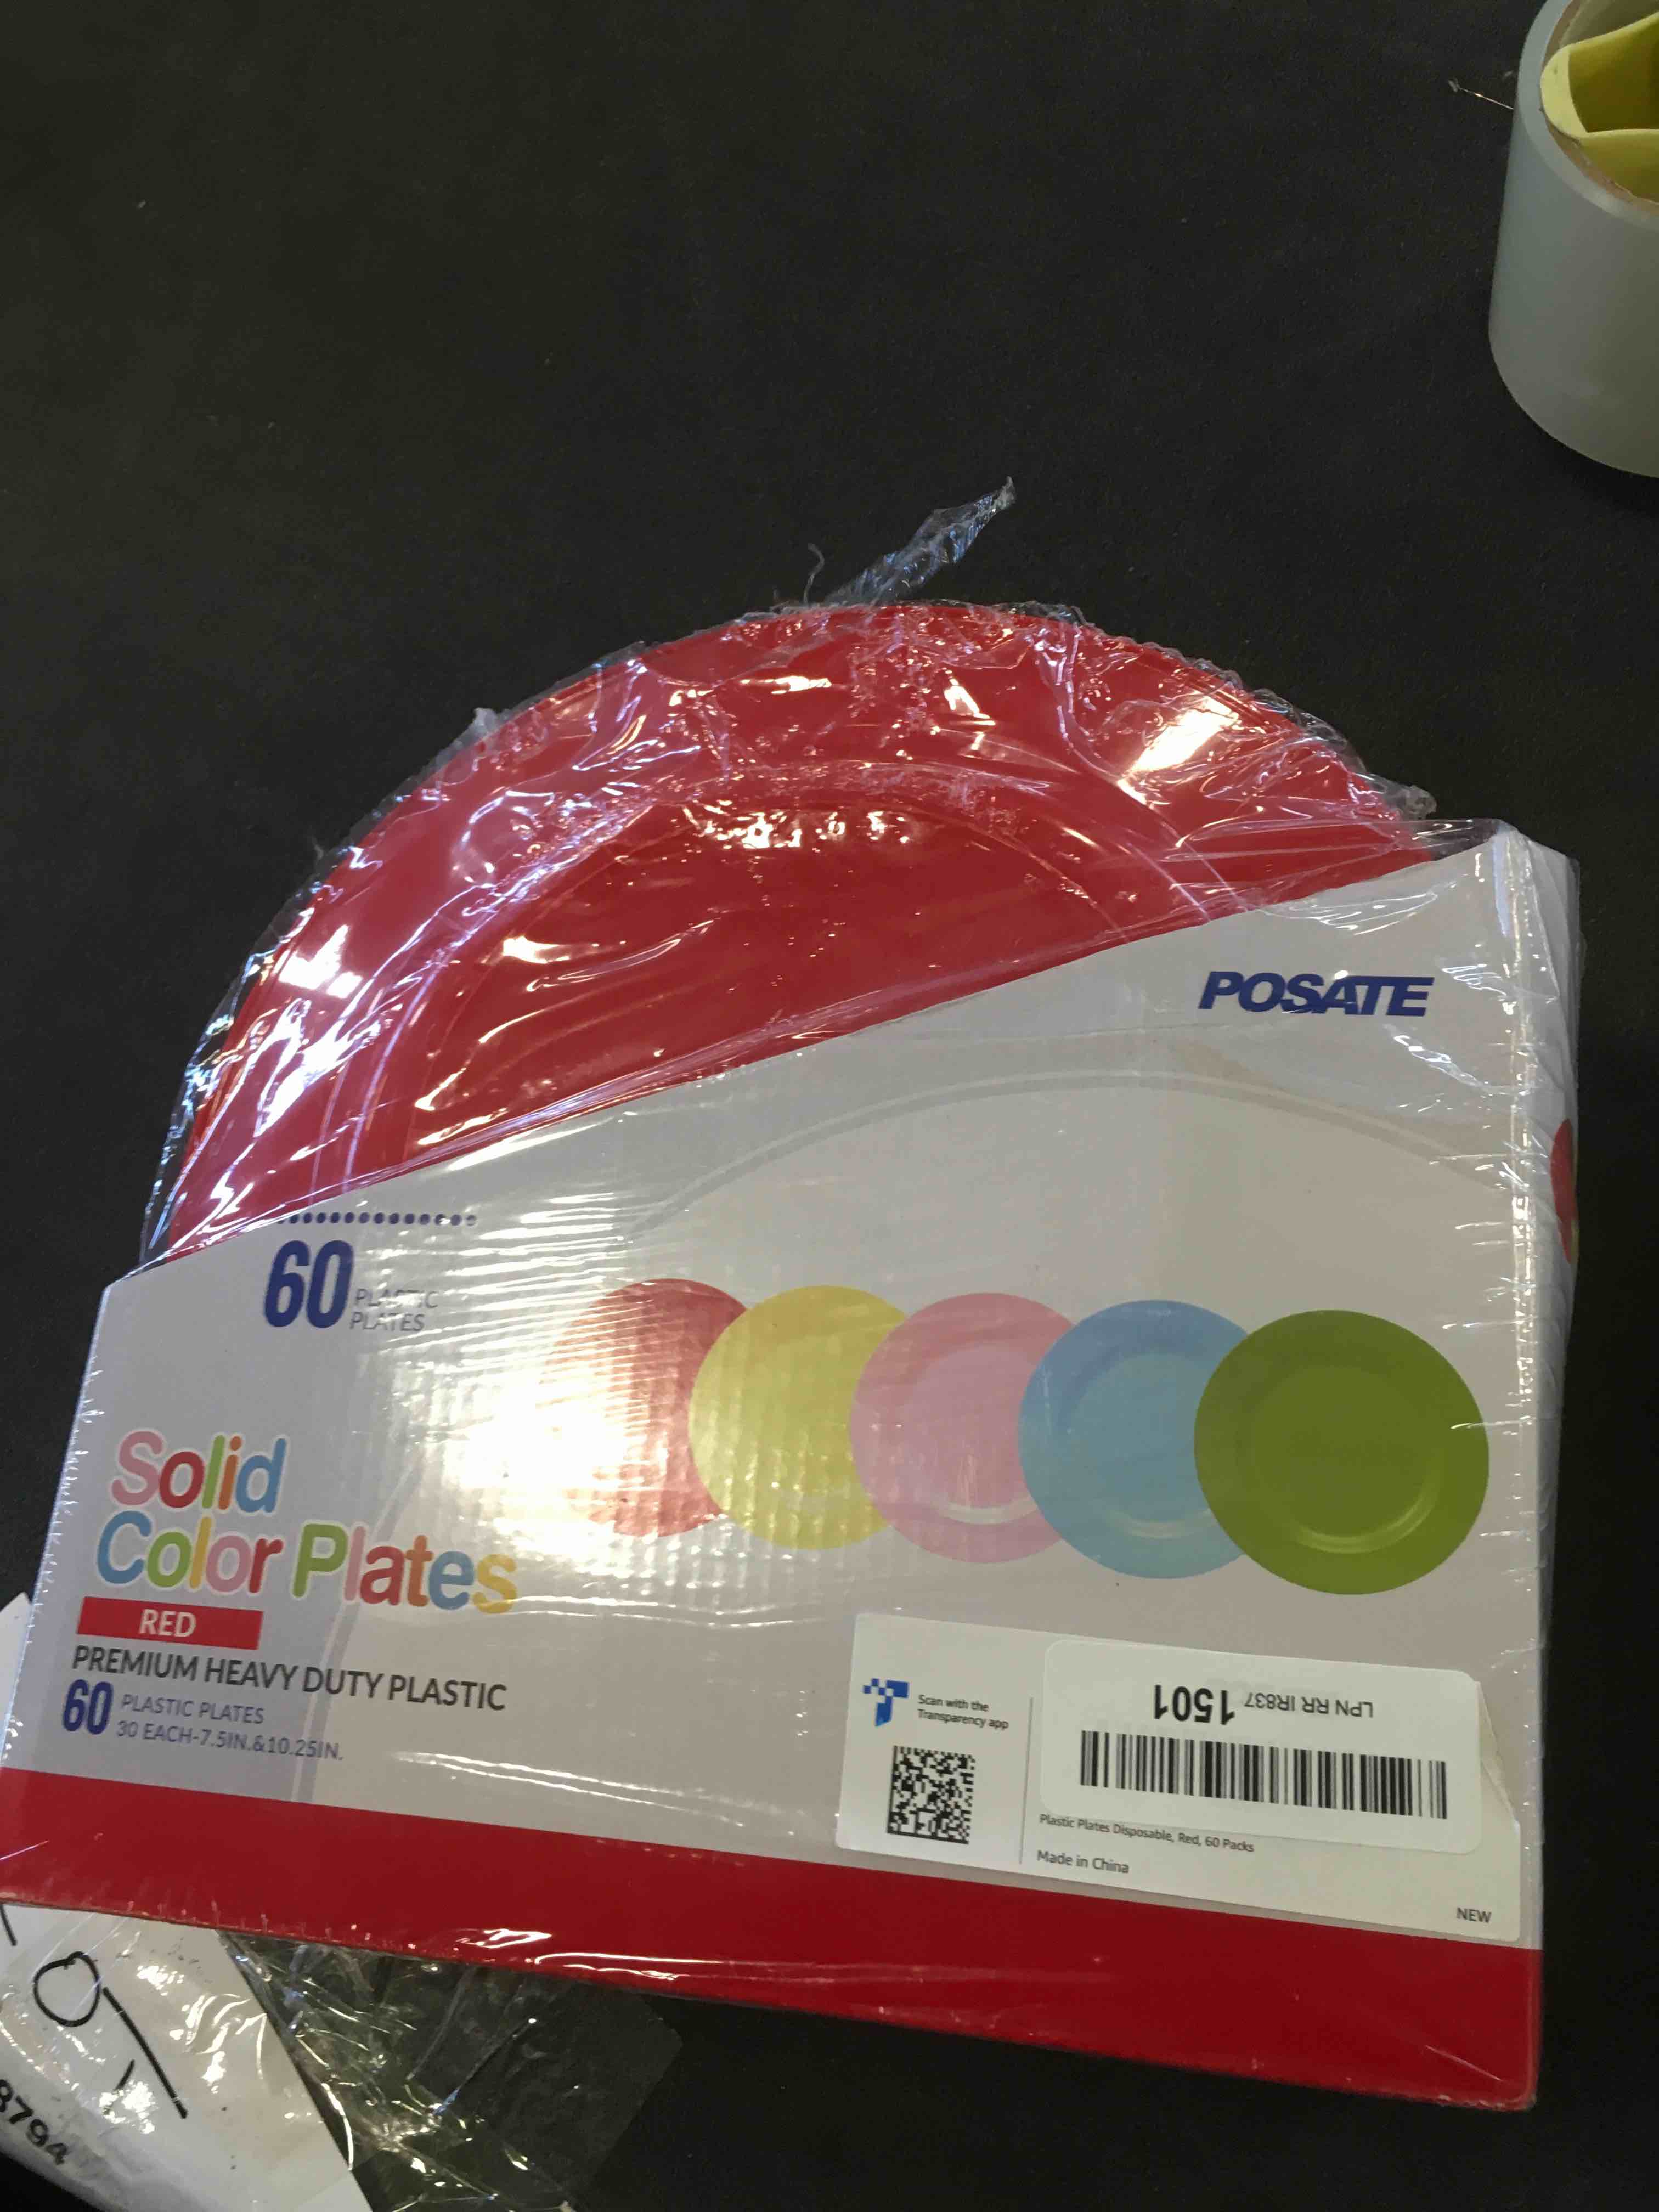 POSATE
60 PLASTIC
PLATES
Solid
Color Plates
RED
PREMIUM HEAVY DUTY PLASTIC
60 PLASTIC PLATES
30 EACH-7.5IN.&10.25IN.
Scan with the
Transparency app
LPN RR IR837 1501
Plastic Plates Disposable, Red, 60 Packs
Made in China
NEW
8794